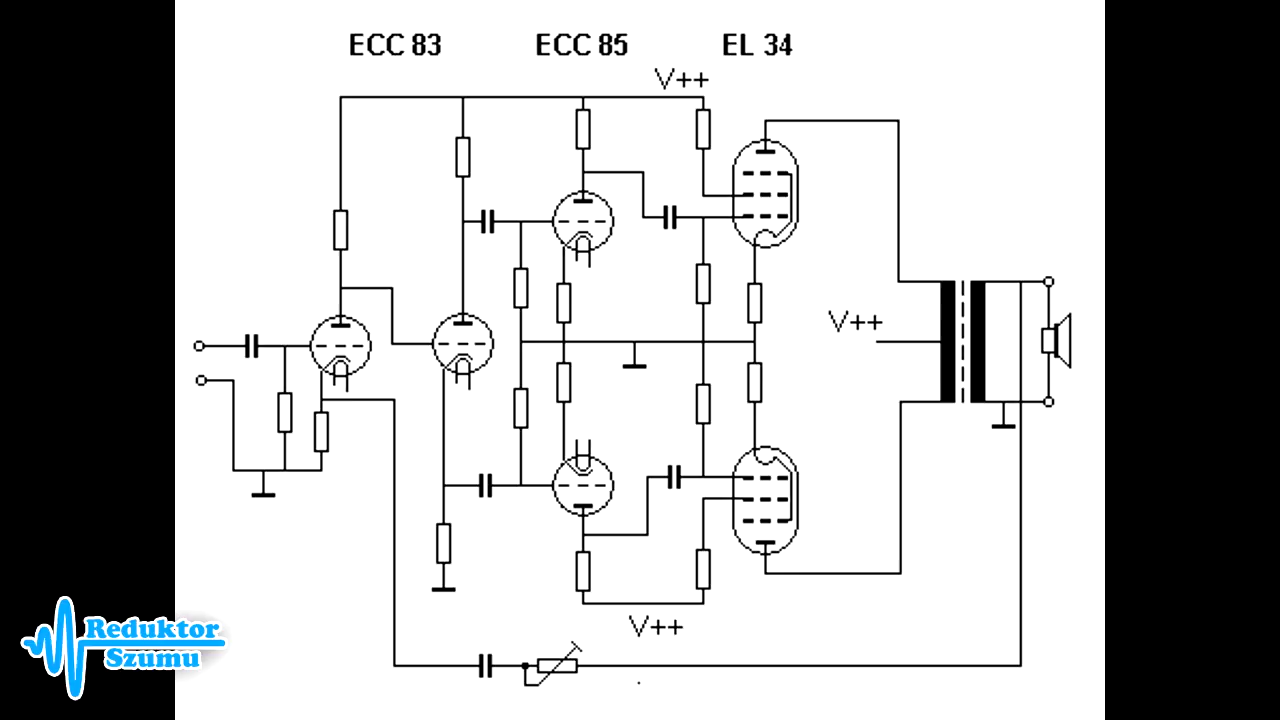 ECC 83 ECC 85 EL 34
V++
V++
V++
Reduktor
Szumu